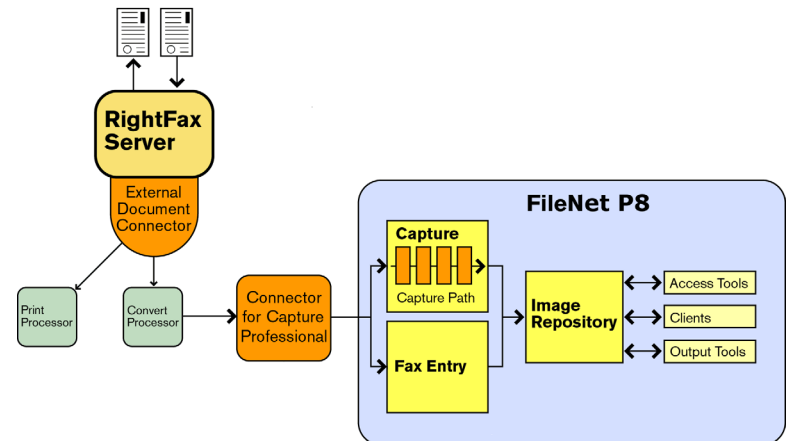 RightFax
Server
External
Document
Connector
Print
Processor
Convert
Processor
Connector
for Capture
Professional
FileNet P8
Capture
Capture Path
Fax Entry
Image
Repository
Access Tools
Clients
Output Tools